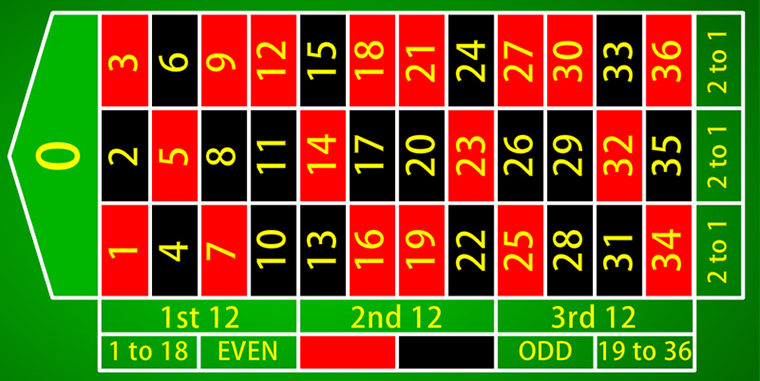 3 6 9 12 15 18 21 24 27 30 33 36 2 to 1
0 2 5 8 11 14 17 20 23 26 29 32 35 2 to 1
1 4 7 10 13 16 19 22 25 28 31 34 2 to 1
1st 12 2nd 12 3rd 12
1 to 18 EVEN ODD 19 to 36